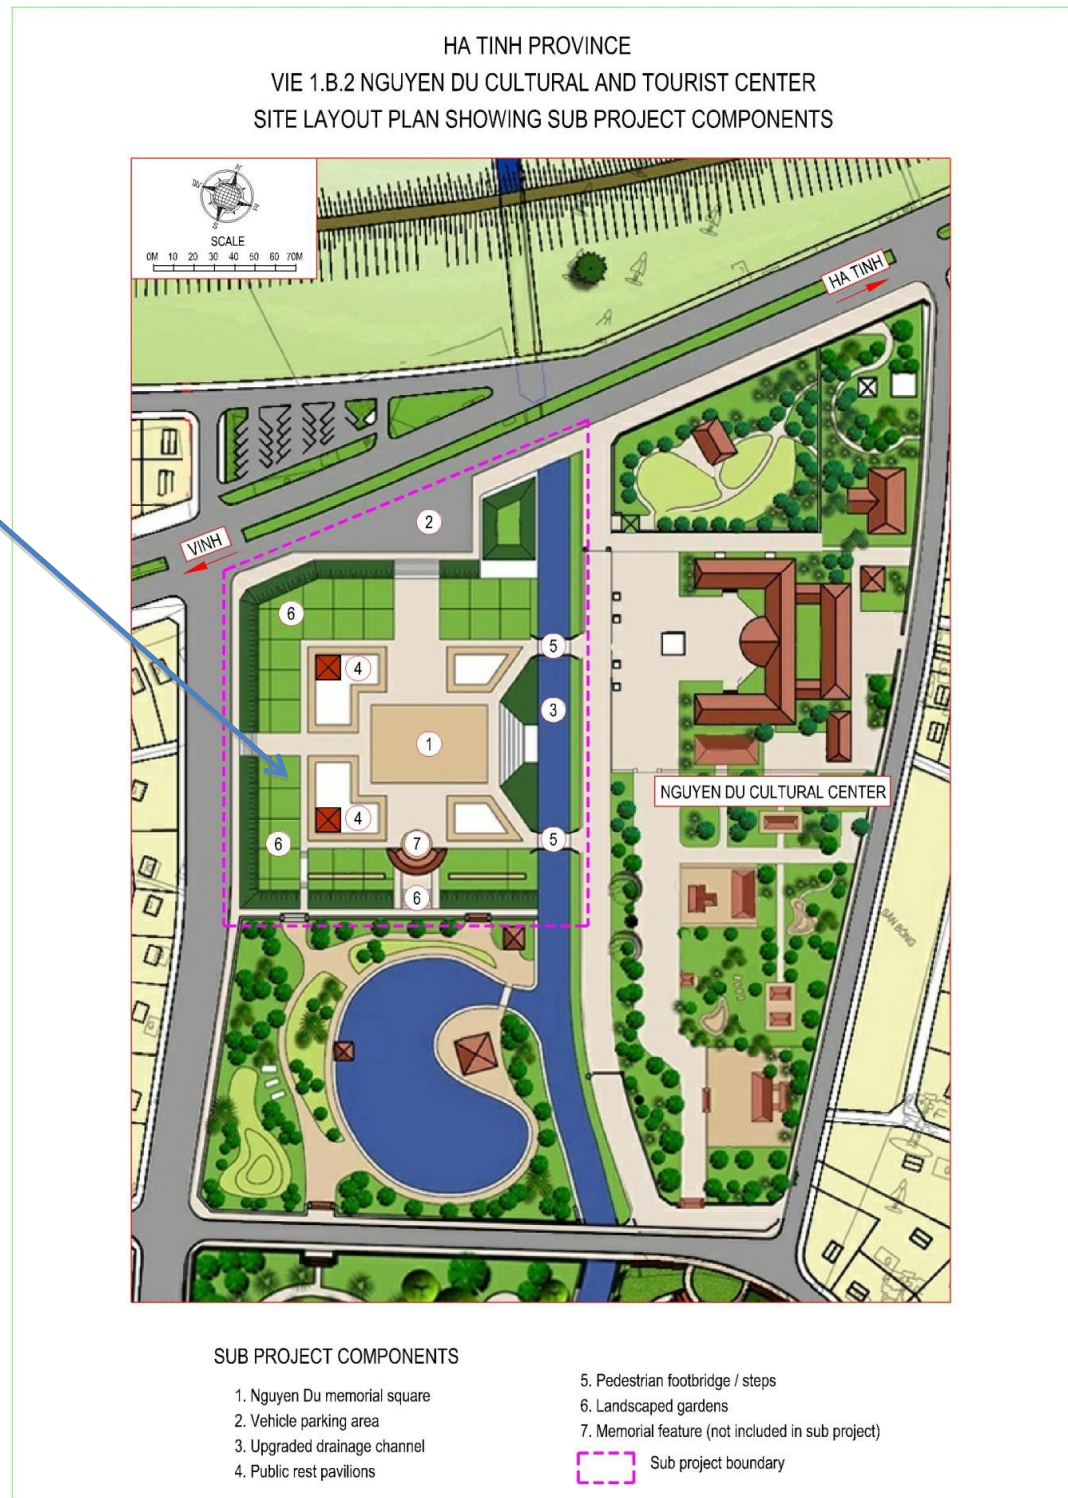 HA TINH PROVINCE
VIE 1.B.2 NGUYEN DU CULTURAL AND TOURIST CENTER
SITE LAYOUT PLAN SHOWING SUB PROJECT COMPONENTS
N
S
SCALE
0M 10 20 30 40 50 60 70M
HA TINH
VINH
2
6
5
4
3
1
NGUYEN DU CULTURAL CENTER
4
5
7
6
6
SÂN BÓNG
SUB PROJECT COMPONENTS
1. Nguyen Du memorial square
2. Vehicle parking area
3. Upgraded drainage channel
4. Public rest pavilions
5. Pedestrian footbridge / steps
6. Landscaped gardens
7. Memorial feature (not included in sub project)
Sub project boundary